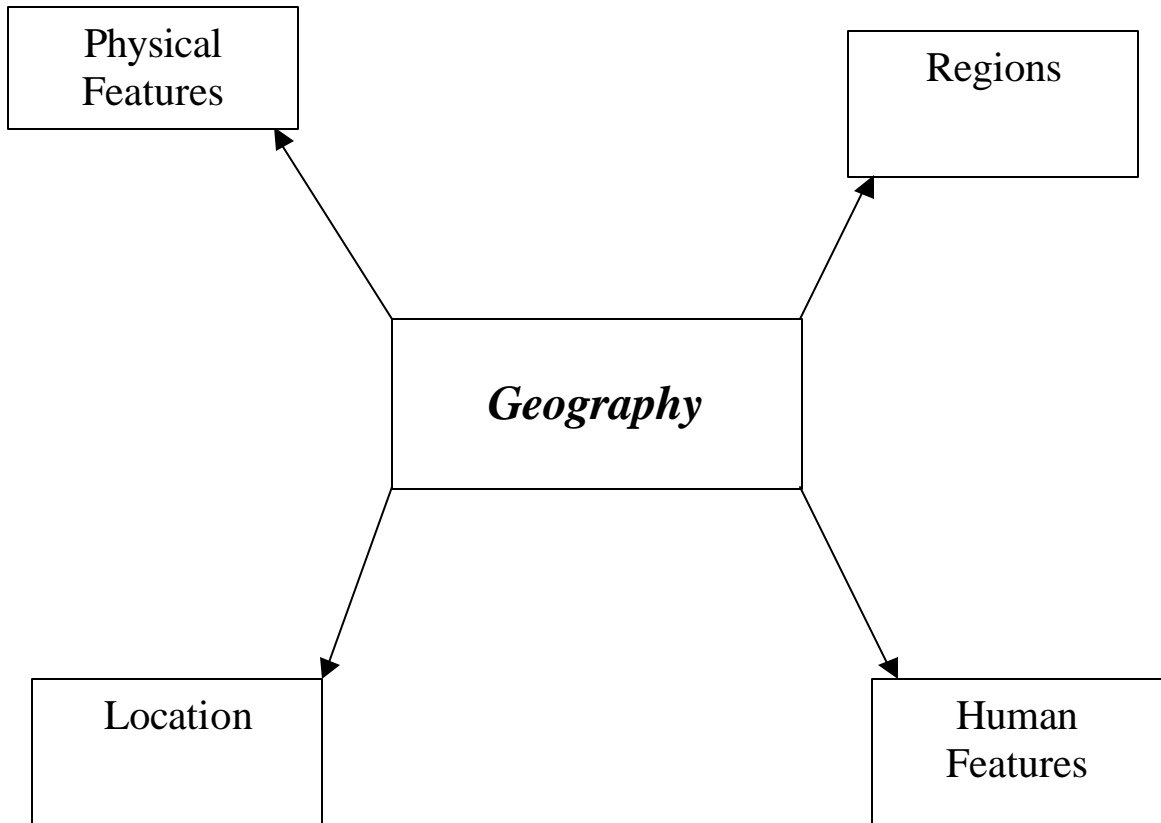 Physical
Features
Regions
Geography
Location
Human
Features